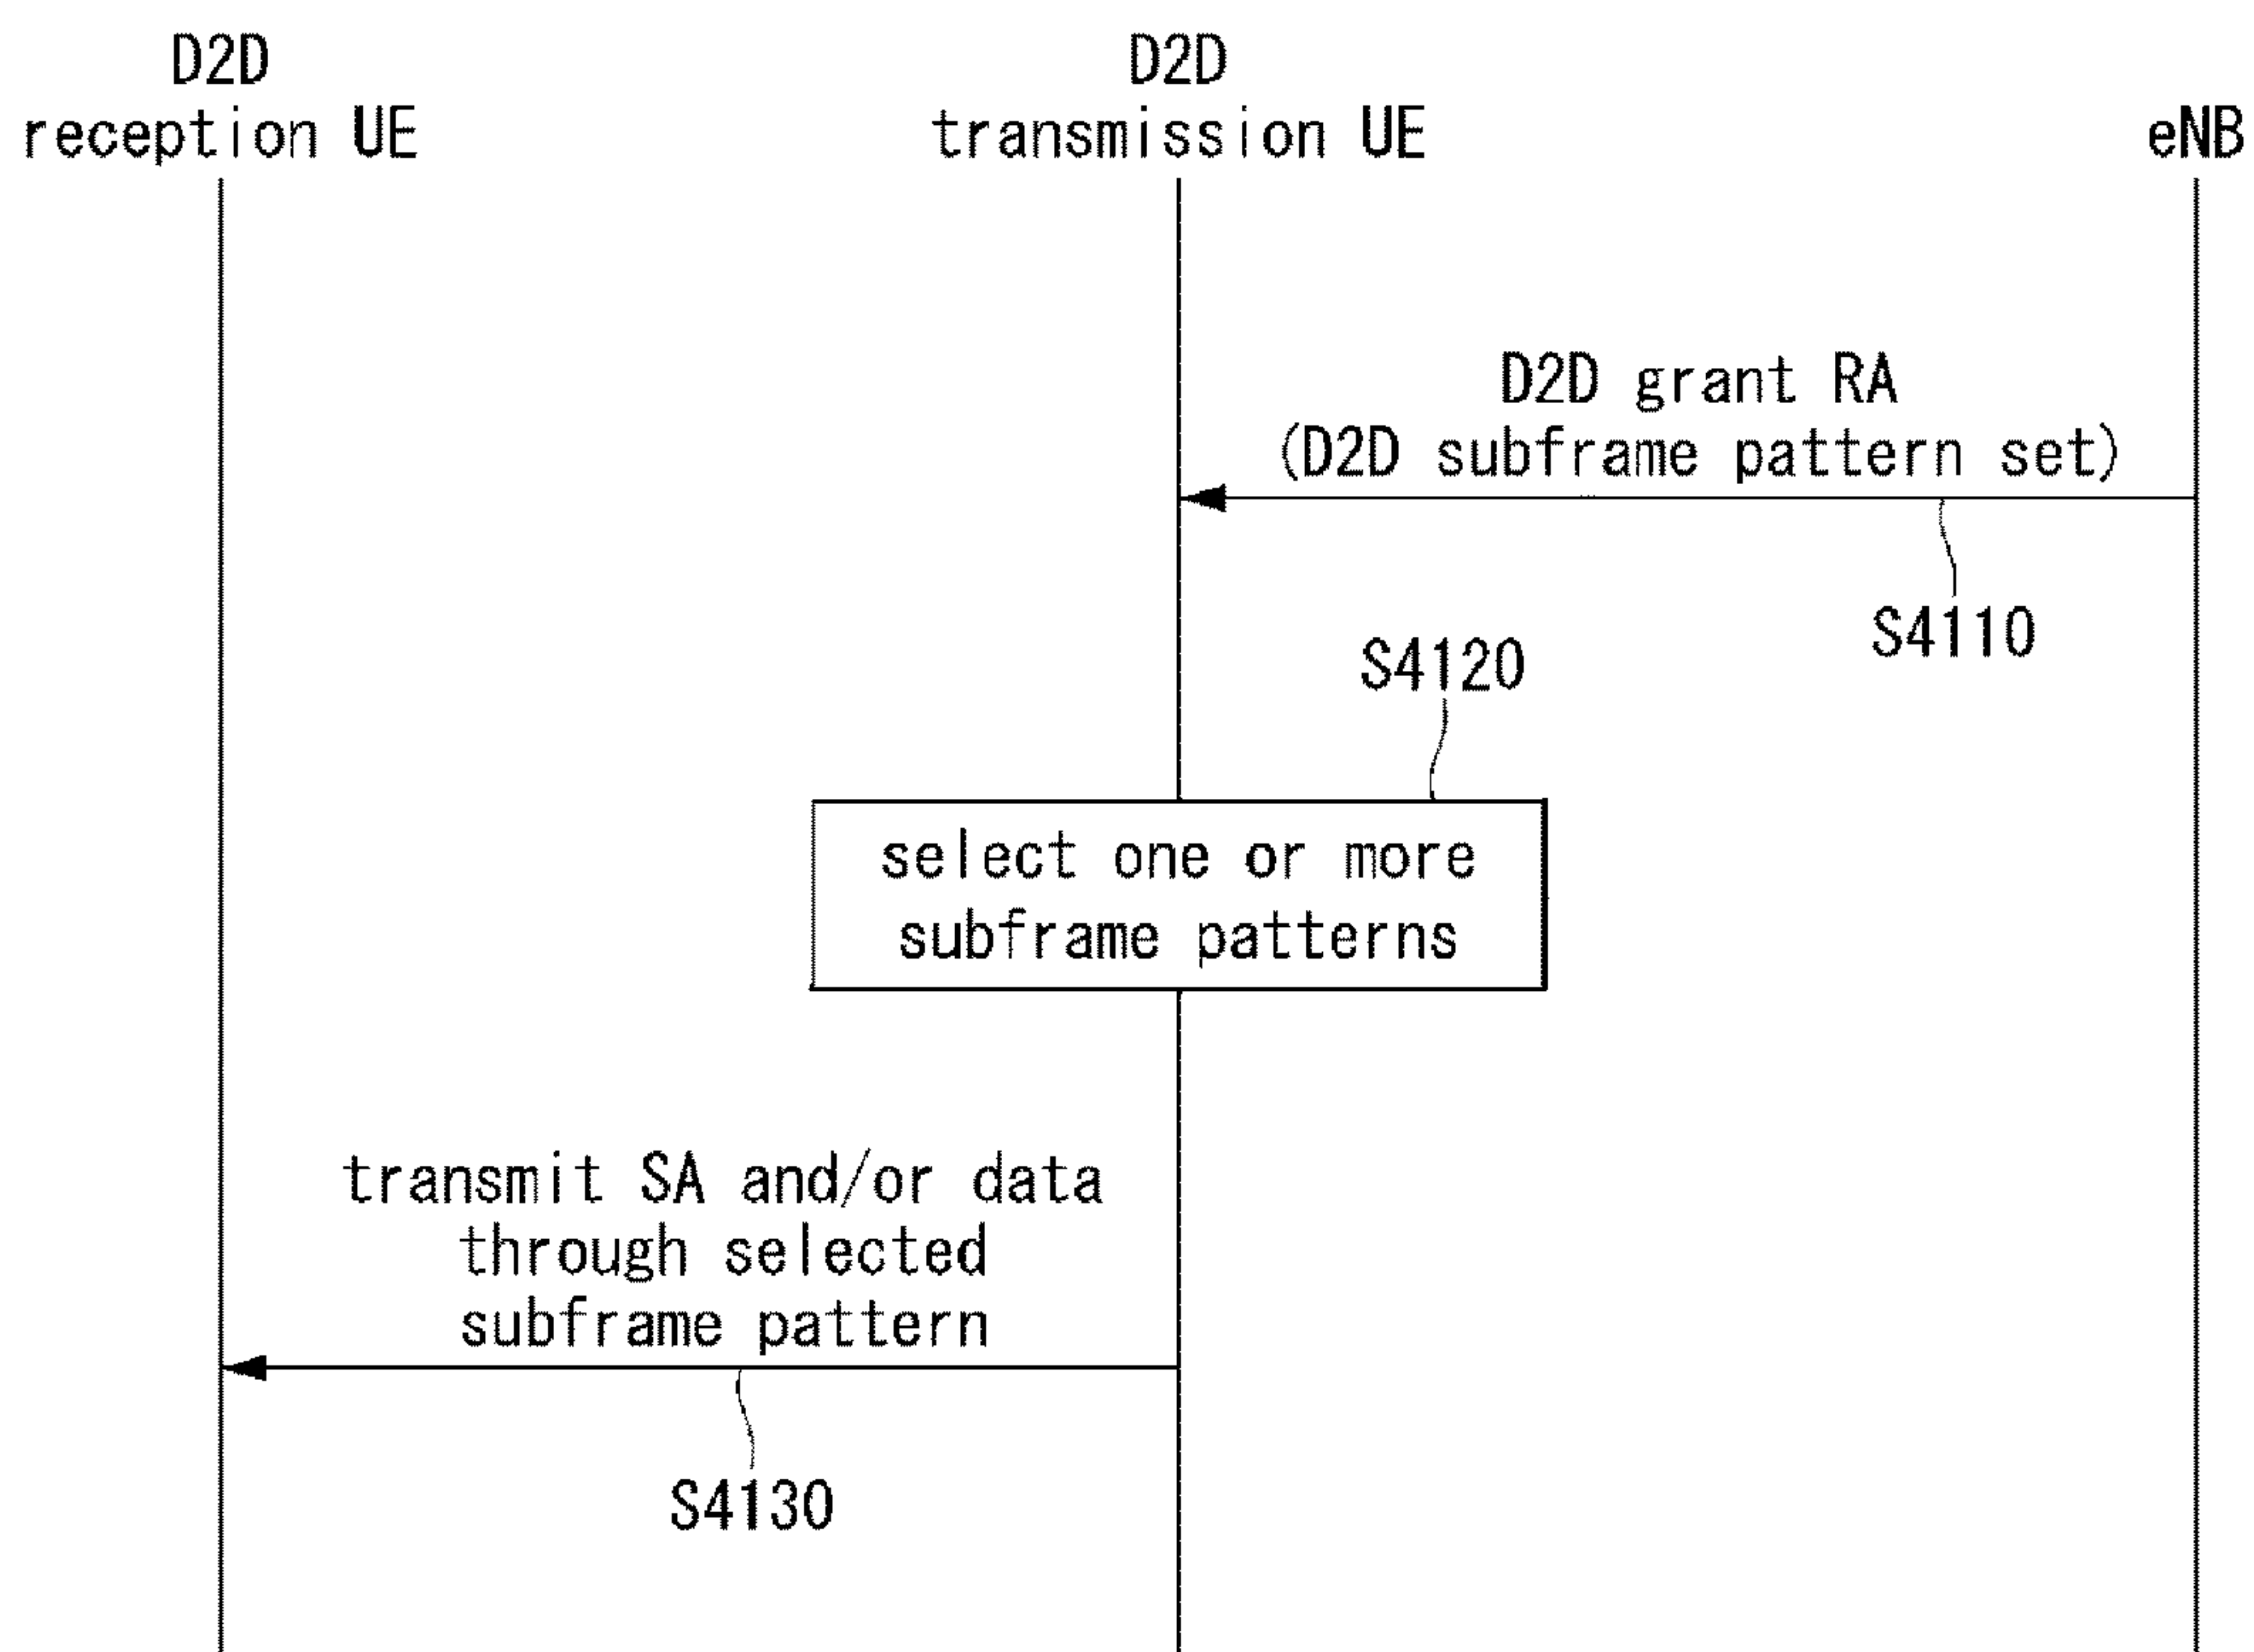 D2D
reception UE
D2D
transmission UE
eNB
D2D grant RA
(D2D subframe pattern set)
S4110
S4120
select one or more
subframe patterns
transmit SA and/or data
through selected
subframe pattern
S4130